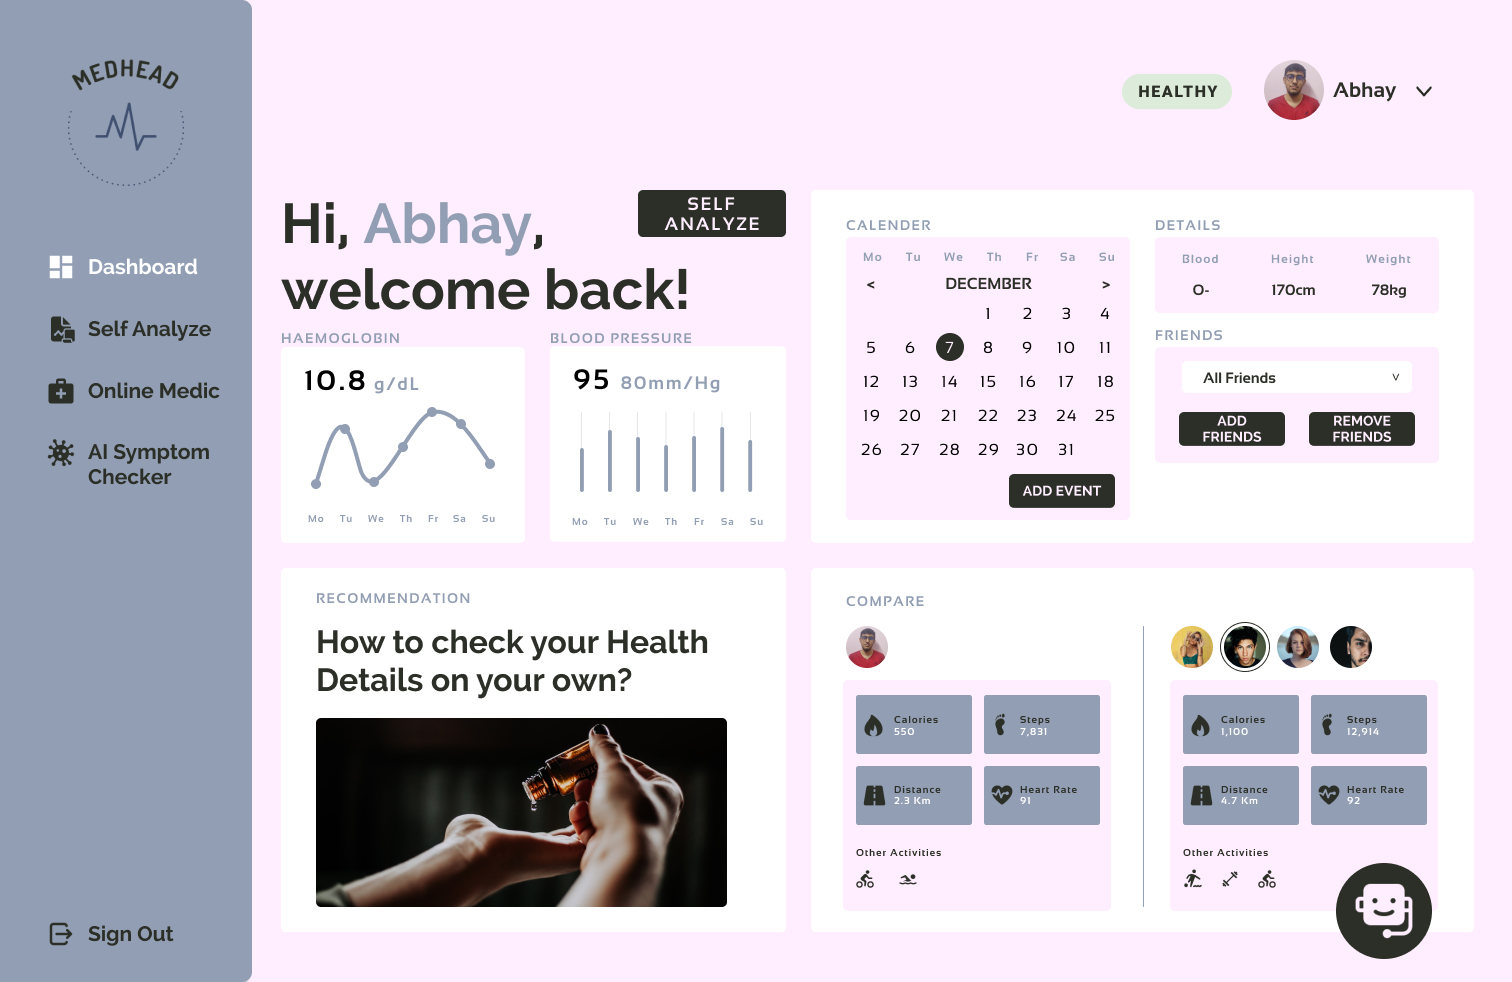 MEDHEAD
Dashboard
Self Analyze
Online Medic
AI Symptom
Checker
Sign Out
HEALTHY
Abhay
Hi, Abhay,
welcome back!
SELF
ANALYZE
HAEMOGLOBIN
10.8 g/dL
Mo Tu We Th Fr Sa Su
BLOOD PRESSURE
95 80mm/Hg
Mo Tu We Th Fr Sa Su
CALENDER
Mo Tu We Th Fr Sa Su
< DECEMBER >
1 2 3 4
5 6 7 8 9 10 11
12 13 14 15 16 17 18
19 20 21 22 23 24 25
26 27 28 29 30 31
ADD EVENT
DETAILS
Blood Height Weight
O- 170cm 78kg
FRIENDS
All Friends
ADD
FRIENDS
REMOVE
FRIENDS
RECOMMENDATION
How to check your Health
Details on your own?
COMPARE
Calories
550
Steps
7,831
Distance
2.3 Km
Heart Rate
91
Other Activities
Calories
1,100
Steps
12,914
Distance
4.7 Km
Heart Rate
92
Other Activities